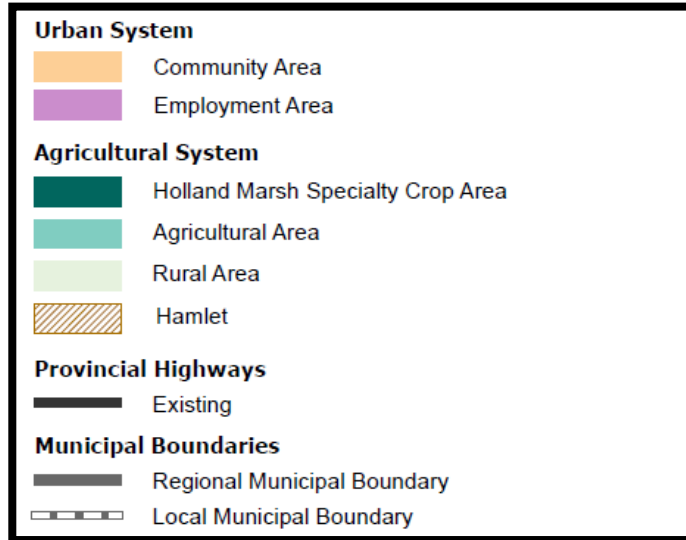 Urban System
Community Area
Employment Area
Agricultural System
Holland Marsh Specialty Crop Area
Agricultural Area
Rural Area
Hamlet
Provincial Highways
Existing
Municipal Boundaries
Regional Municipal Boundary
Local Municipal Boundary